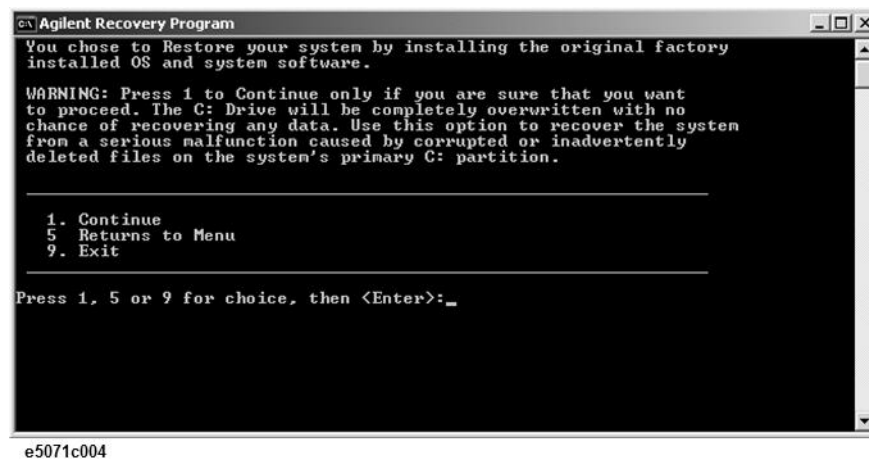 Agilent Recovery Program
You chose to Restore your system by installing the original factory
installed OS and system software.
WARNING: Press 1 to Continue only if you are sure that you want
to proceed. The C: Drive will be completely overwritten with no
chance of recovering any data. Use this option to recover the system
from a serious malfunction caused by corrupted or inadvertently
deleted files on the system's primary C: partition.
1. Continue
5  Returns to Menu
9. Exit
Press 1, 5 or 9 for choice, then <Enter>:_
e5071c004